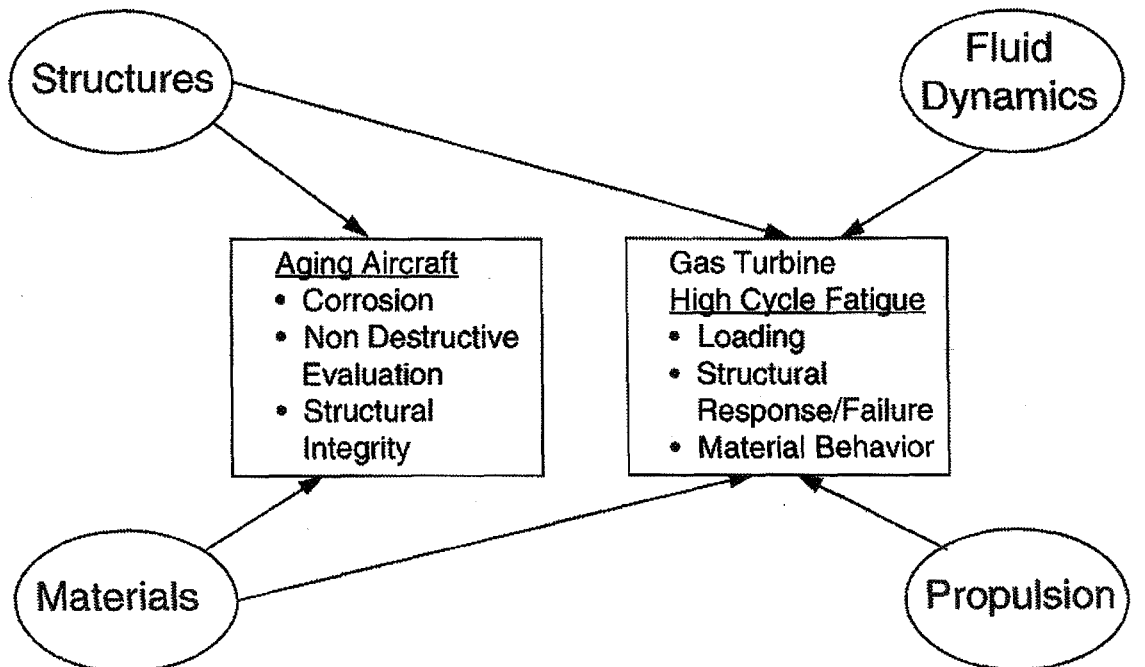 Structures
Fluid
Dynamics
Aging Aircraft
• Corrosion
• Non Destructive
Evaluation
• Structural
Integrity
Gas Turbine
High Cycle Fatigue
• Loading
• Structural
Response/Failure
• Material Behavior
Materials
Propulsion